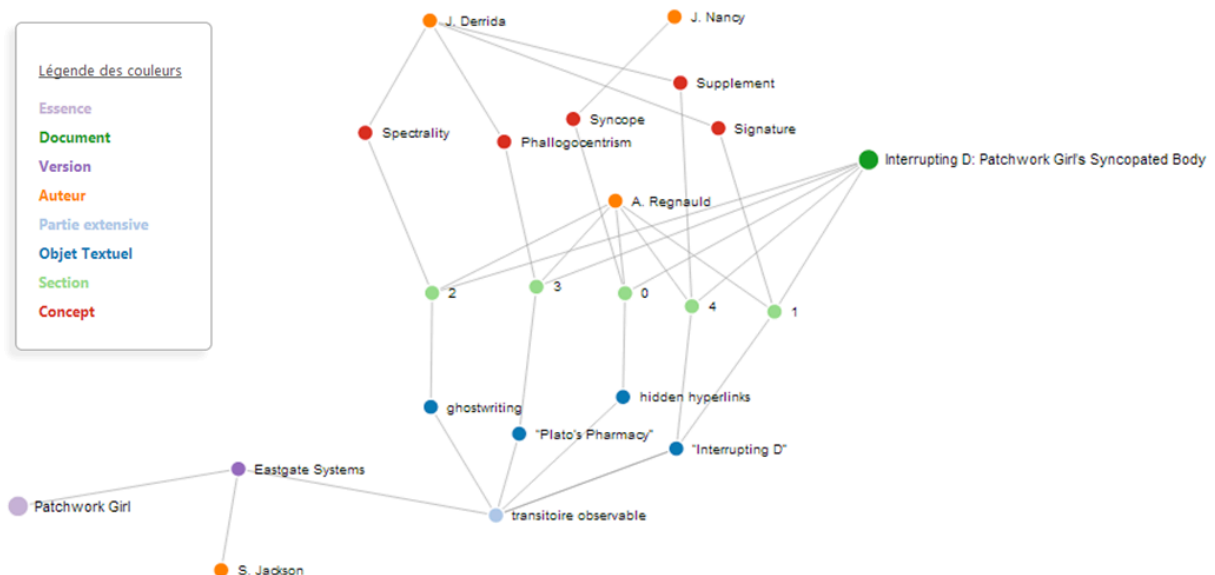 J. Derrida
J. Nancy
Légende des couleurs
Essence
Document
Version
Auteur
Partie extensive
Objet Textuel
Section
Concept
Supplement
Syncope
Signature
Spectrality
Phallogocentrism
Interrupting D: Patchwork Girl's Syncopated Body
A. Regnauld
2
3
0
4
1
ghostwriting
hidden hyperlinks
"Plato's Pharmacy"
"Interrupting D"
Eastgate Systems
Patchwork Girl
transitoire observable
S. Jackson